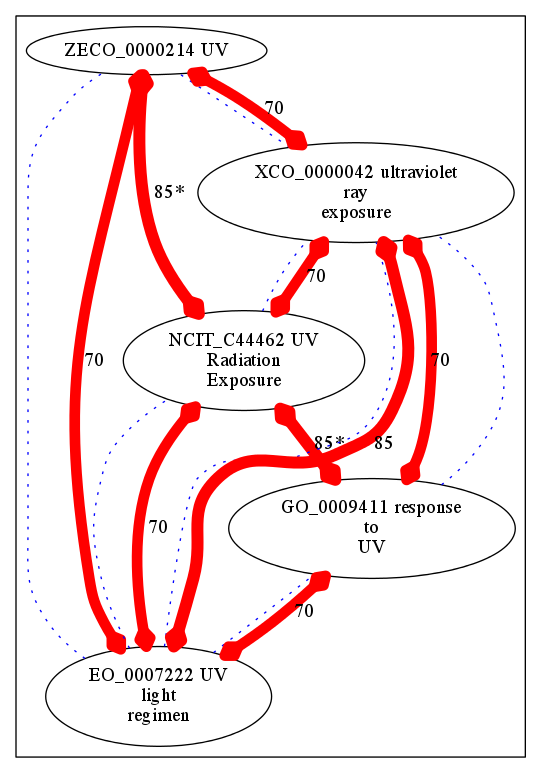 ZECO_0000214 UV
70
XCO_0000042 ultraviolet
ray
exposure
85*
70
NCIT_C44462 UV
Radiation
Exposure
70
70
85*
85
GO_0009411 response
to
UV
70
70
EO_0007222 UV
light
regimen